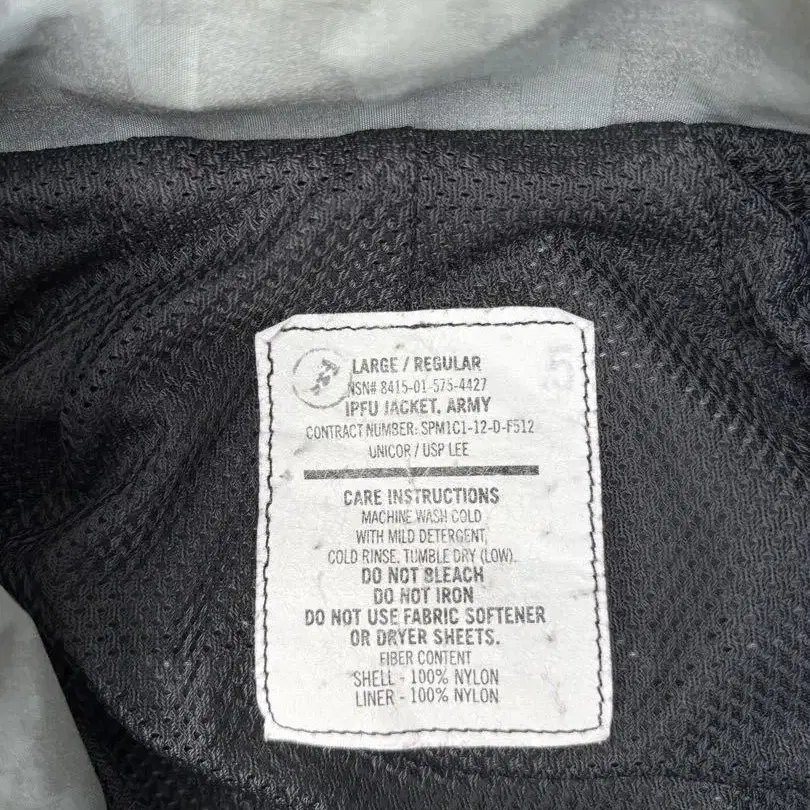 LARGE / REGULAR
NSN# 8415-01-575-4427
IPFU JACKET, ARMY
CONTRACT NUMBER: SPM1C1-12-D-F512
UNICOR / USP LEE
CARE INSTRUCTIONS
MACHINE WASH COLD
WITH MILD DETERGENT,
COLD RINSE, TUMBLE DRY (LOW).
DO NOT BLEACH
DO NOT IRON
DO NOT USE FABRIC SOFTENER
OR DRYER SHEETS.
FIBER CONTENT
SHELL - 100% NYLON
LINER - 100% NYLON